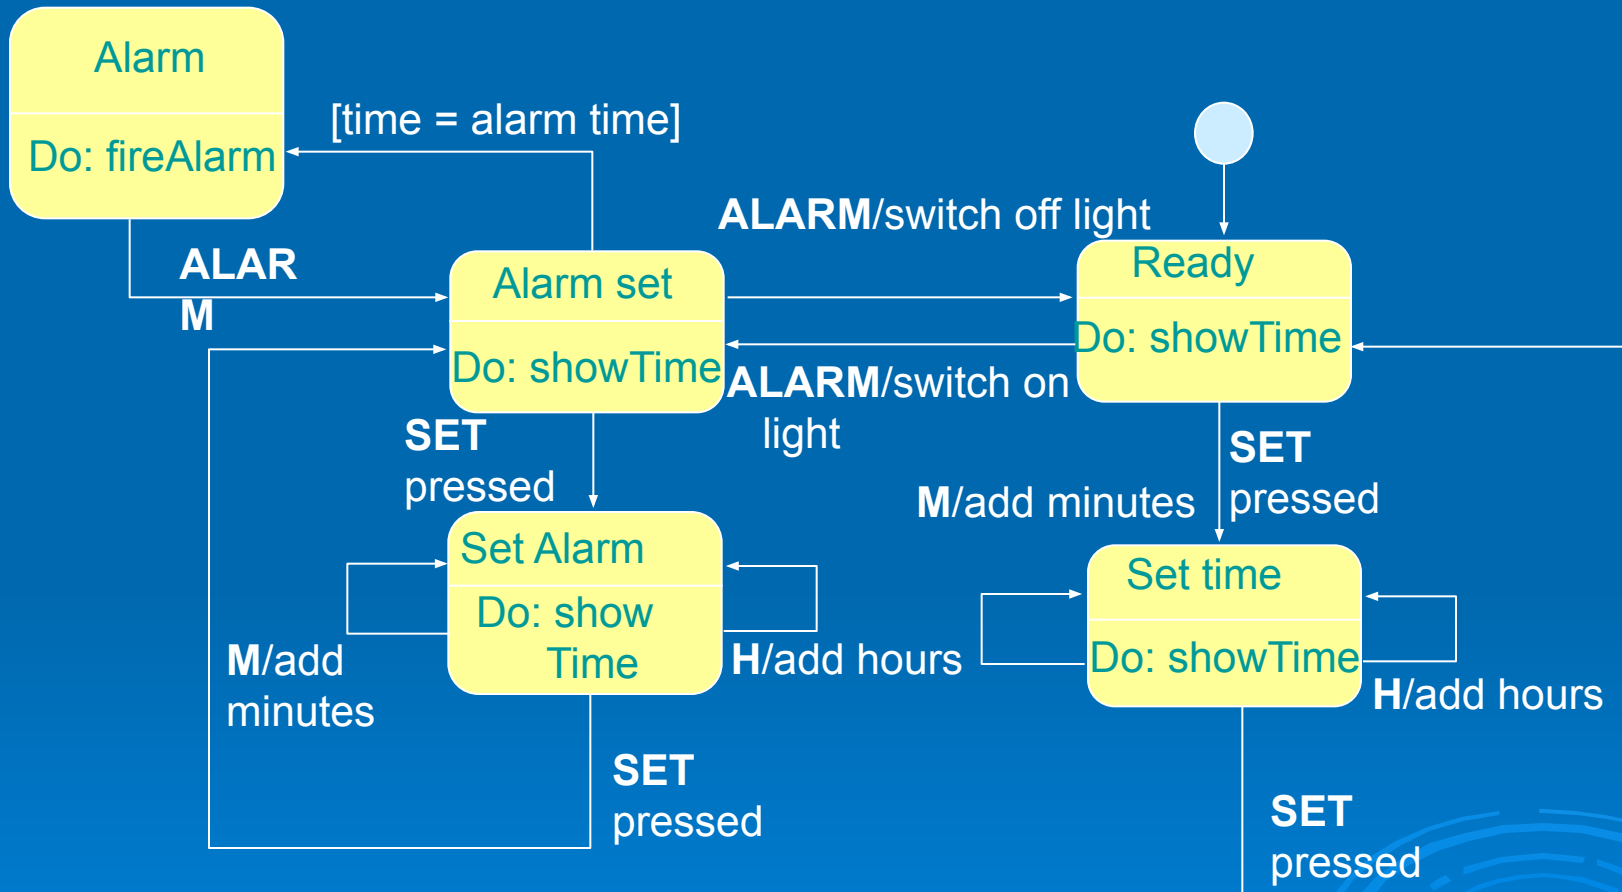 Alarm
Do: fireAlarm
[time = alarm time]
ALARM/switch off light
ALAR
M
Alarm set
Do: showTime
Ready
Do: showTime
ALARM/switch on
light
SET
pressed
SET
pressed
M/add minutes
Set Alarm
Do: show
Time
M/add
minutes
H/add hours
Set time
Do: showTime
H/add hours
SET
pressed
SET
pressed